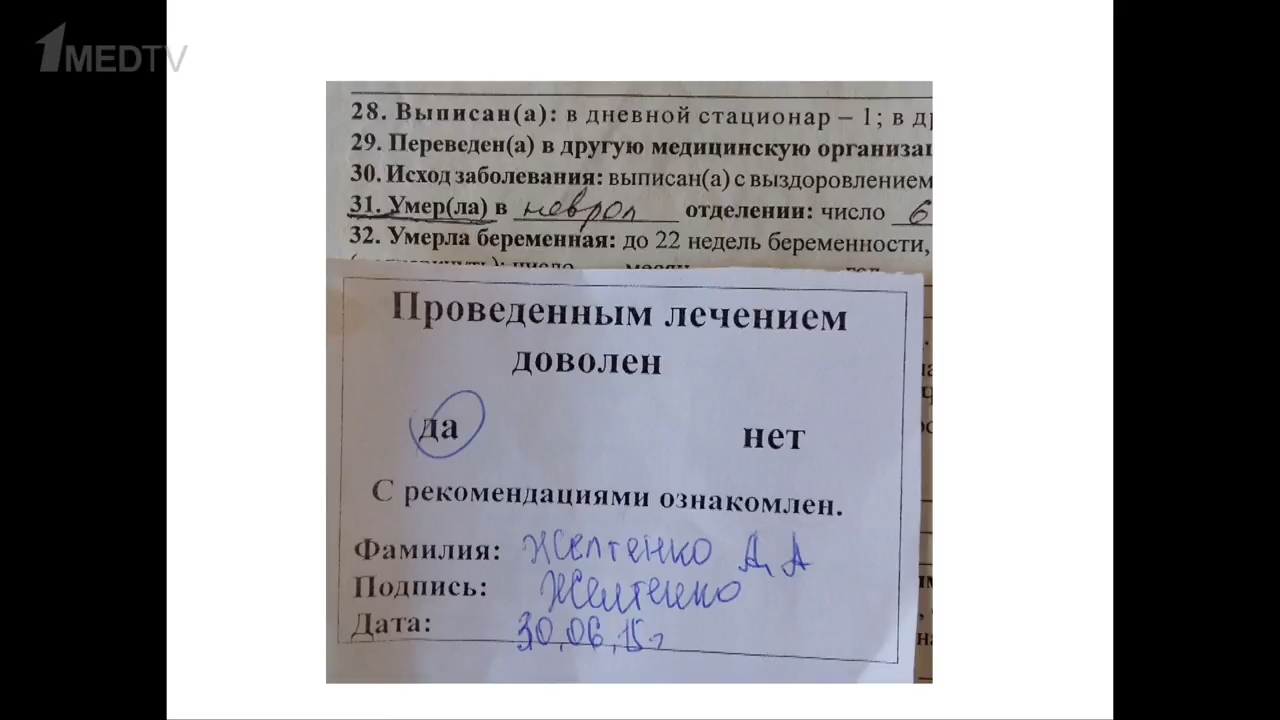 1MEDTV
28. Выписан(а): в дневной стационар – 1; в др
29. Переведен(а) в другую медицинскую организа
30. Исход заболевания: выписан(а) с выздоровлением
31. Умер(ла) в неврол отделении: число 6
32. Умерла беременная: до 22 недель беременности,
Проведенным лечением
доволен
да нет
С рекомендациями ознакомлен.
Фамилия: Желтенко А, А
Подпись: Желтенко
Дата: 30,06,15г